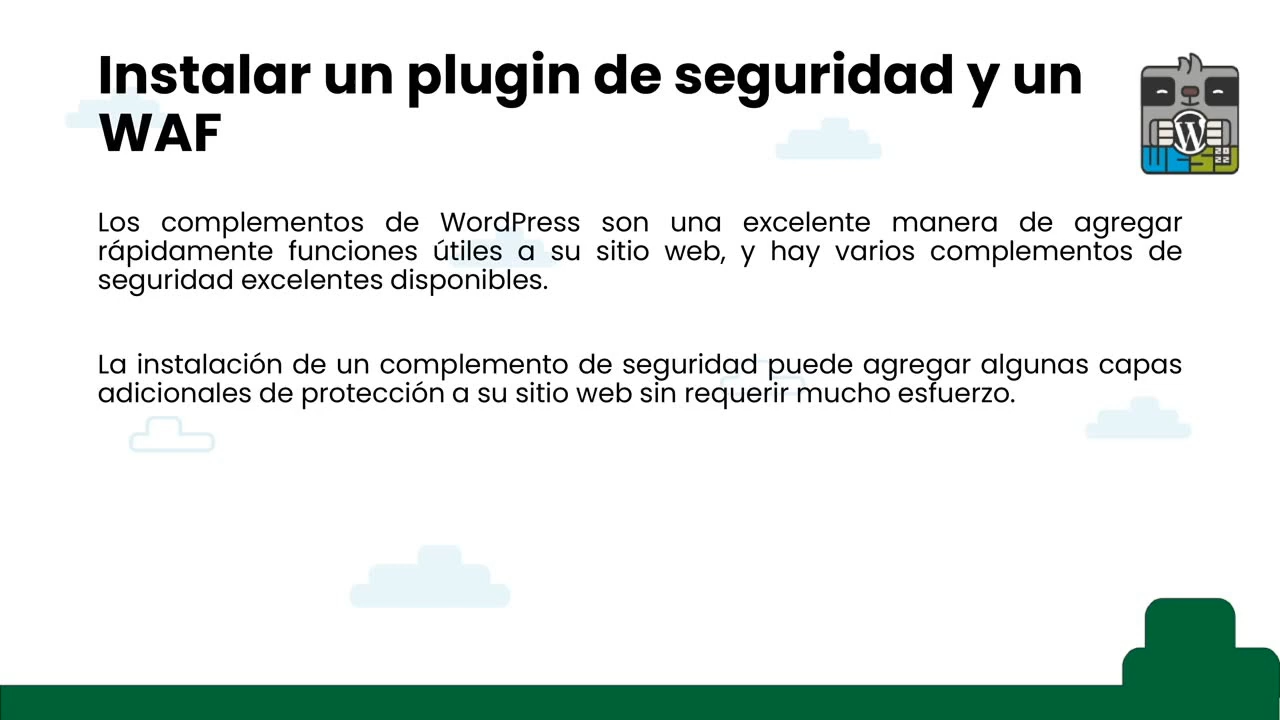 Instalar un plugin de seguridad y un
WAF
Los complementos de WordPress son una excelente manera de agregar
rápidamente funciones útiles a su sitio web, y hay varios complementos de
seguridad excelentes disponibles.
La instalación de un complemento de seguridad puede agregar algunas capas
adicionales de protección a su sitio web sin requerir mucho esfuerzo.